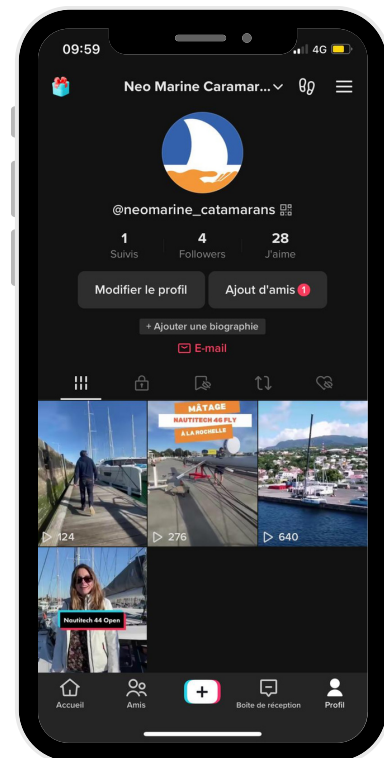 09:59
4G
Neo Marine Caramar...
@neomarine_catamarans
1
Suivis
4
Followers
28
J'aime
Modifier le profil
Ajout d'amis 1
+ Ajouter une biographie
E-mail
MÂTAGE
NAUTITECH 46 FLY
À LA ROCHELLE
124
276
640
Nautitech 44 Open
Accueil
Amis
Boîte de réception
Profil